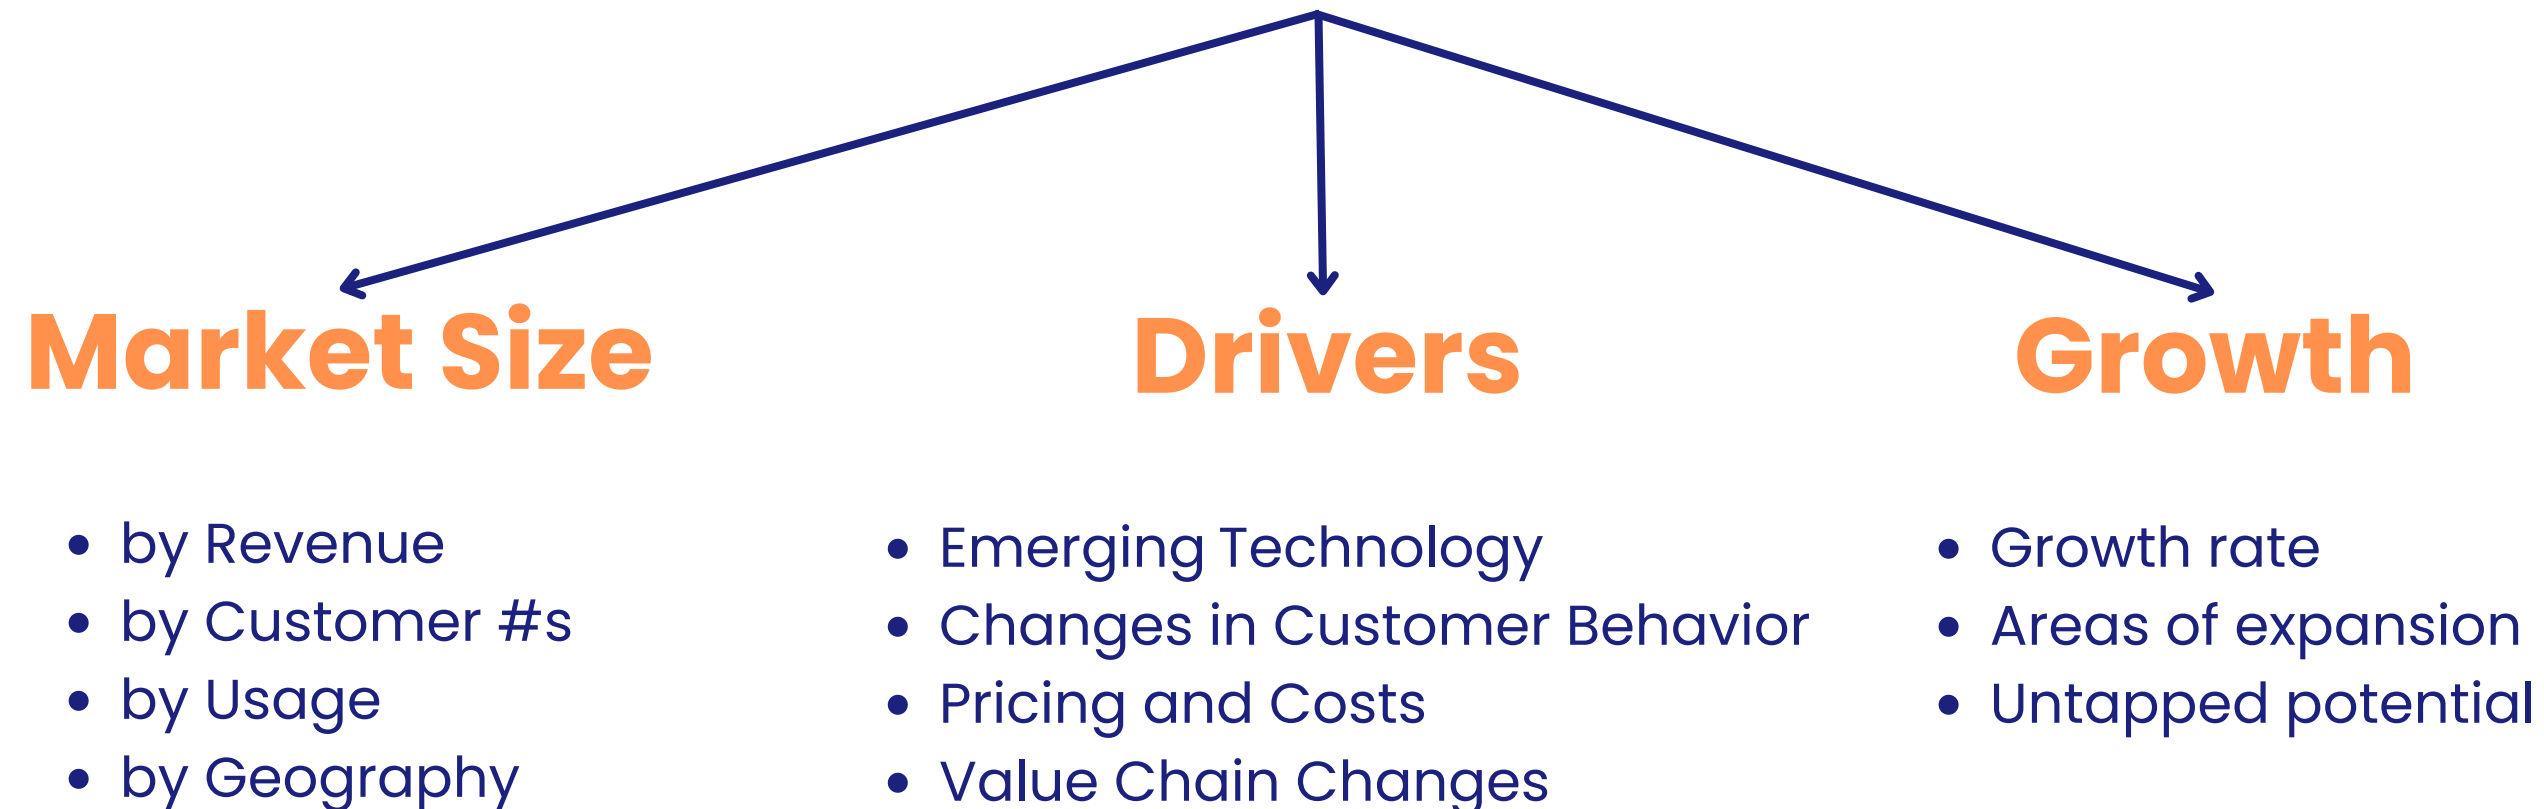 Market Size
Drivers
Growth
• by Revenue
• by Customer #s
• by Usage
• by Geography
• Emerging Technology
• Changes in Customer Behavior
• Pricing and Costs
• Value Chain Changes
• Growth rate
• Areas of expansion
• Untapped potential